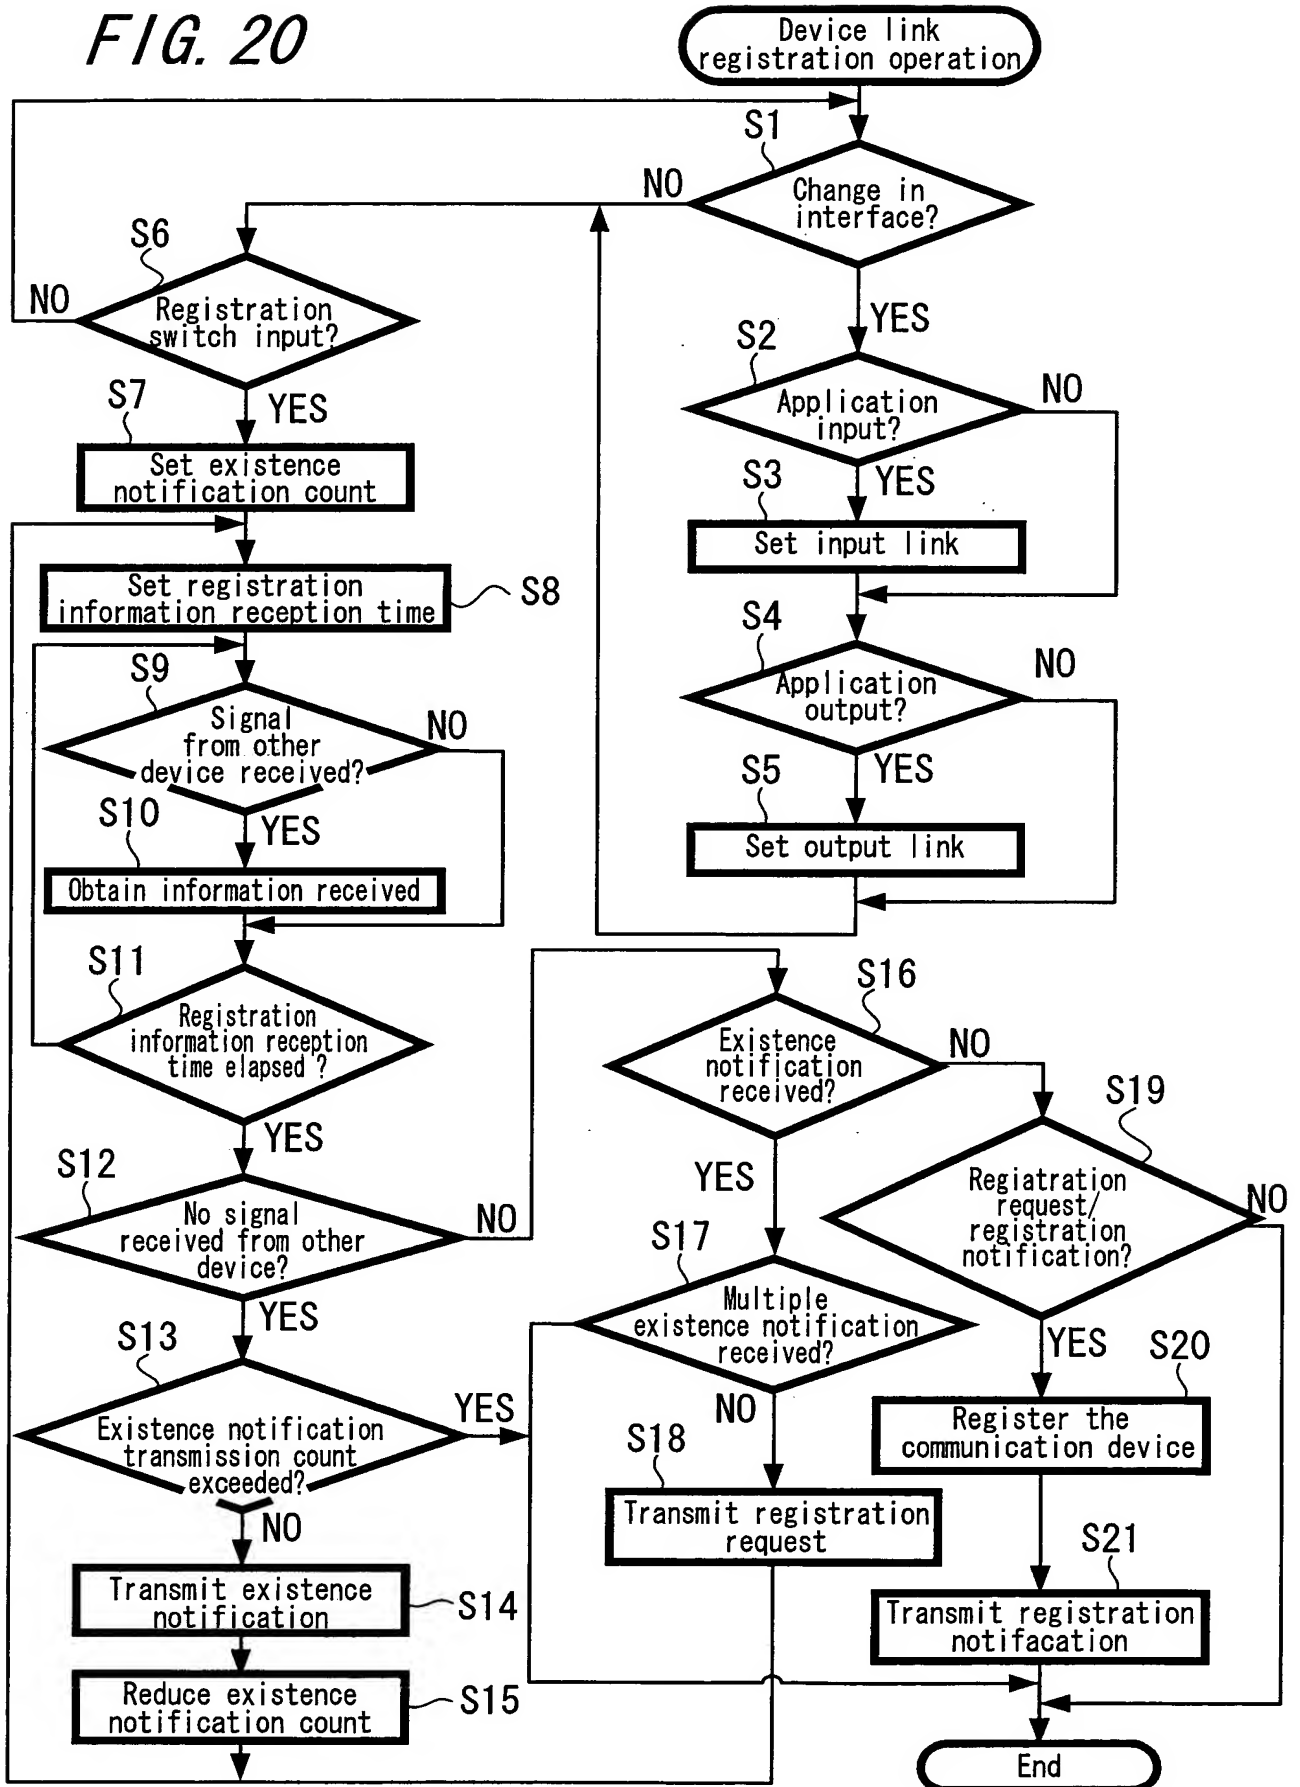 FIG. 20
Device link
registration operation
S1
Change in
interface?
NO
YES
S2
Application
input?
NO
YES
S3
Set input link
S4
Application
output?
NO
YES
S5
Set output link
S6
Registration
switch input?
NO
YES
S7
Set existence
notification count
Set registration
information reception time
S8
S9
Signal
from other
device received?
NO
YES
S10
Obtain information received
S11
Registration
information reception
time elapsed ?
YES
S12
No signal
received from other
device?
NO
YES
S13
Existence notification
transmission count
exceeded?
YES
NO
Transmit existence
notification
S14
Reduce existence
notification count
S15
S16
Existence
notification
received?
NO
YES
S17
Multiple
existence notification
received?
NO
S18
Transmit registration
request
S19
Regiatration
request/
registration
notification?
NO
YES
S20
Register the
communication device
S21
Transmit registration
notifacation
End